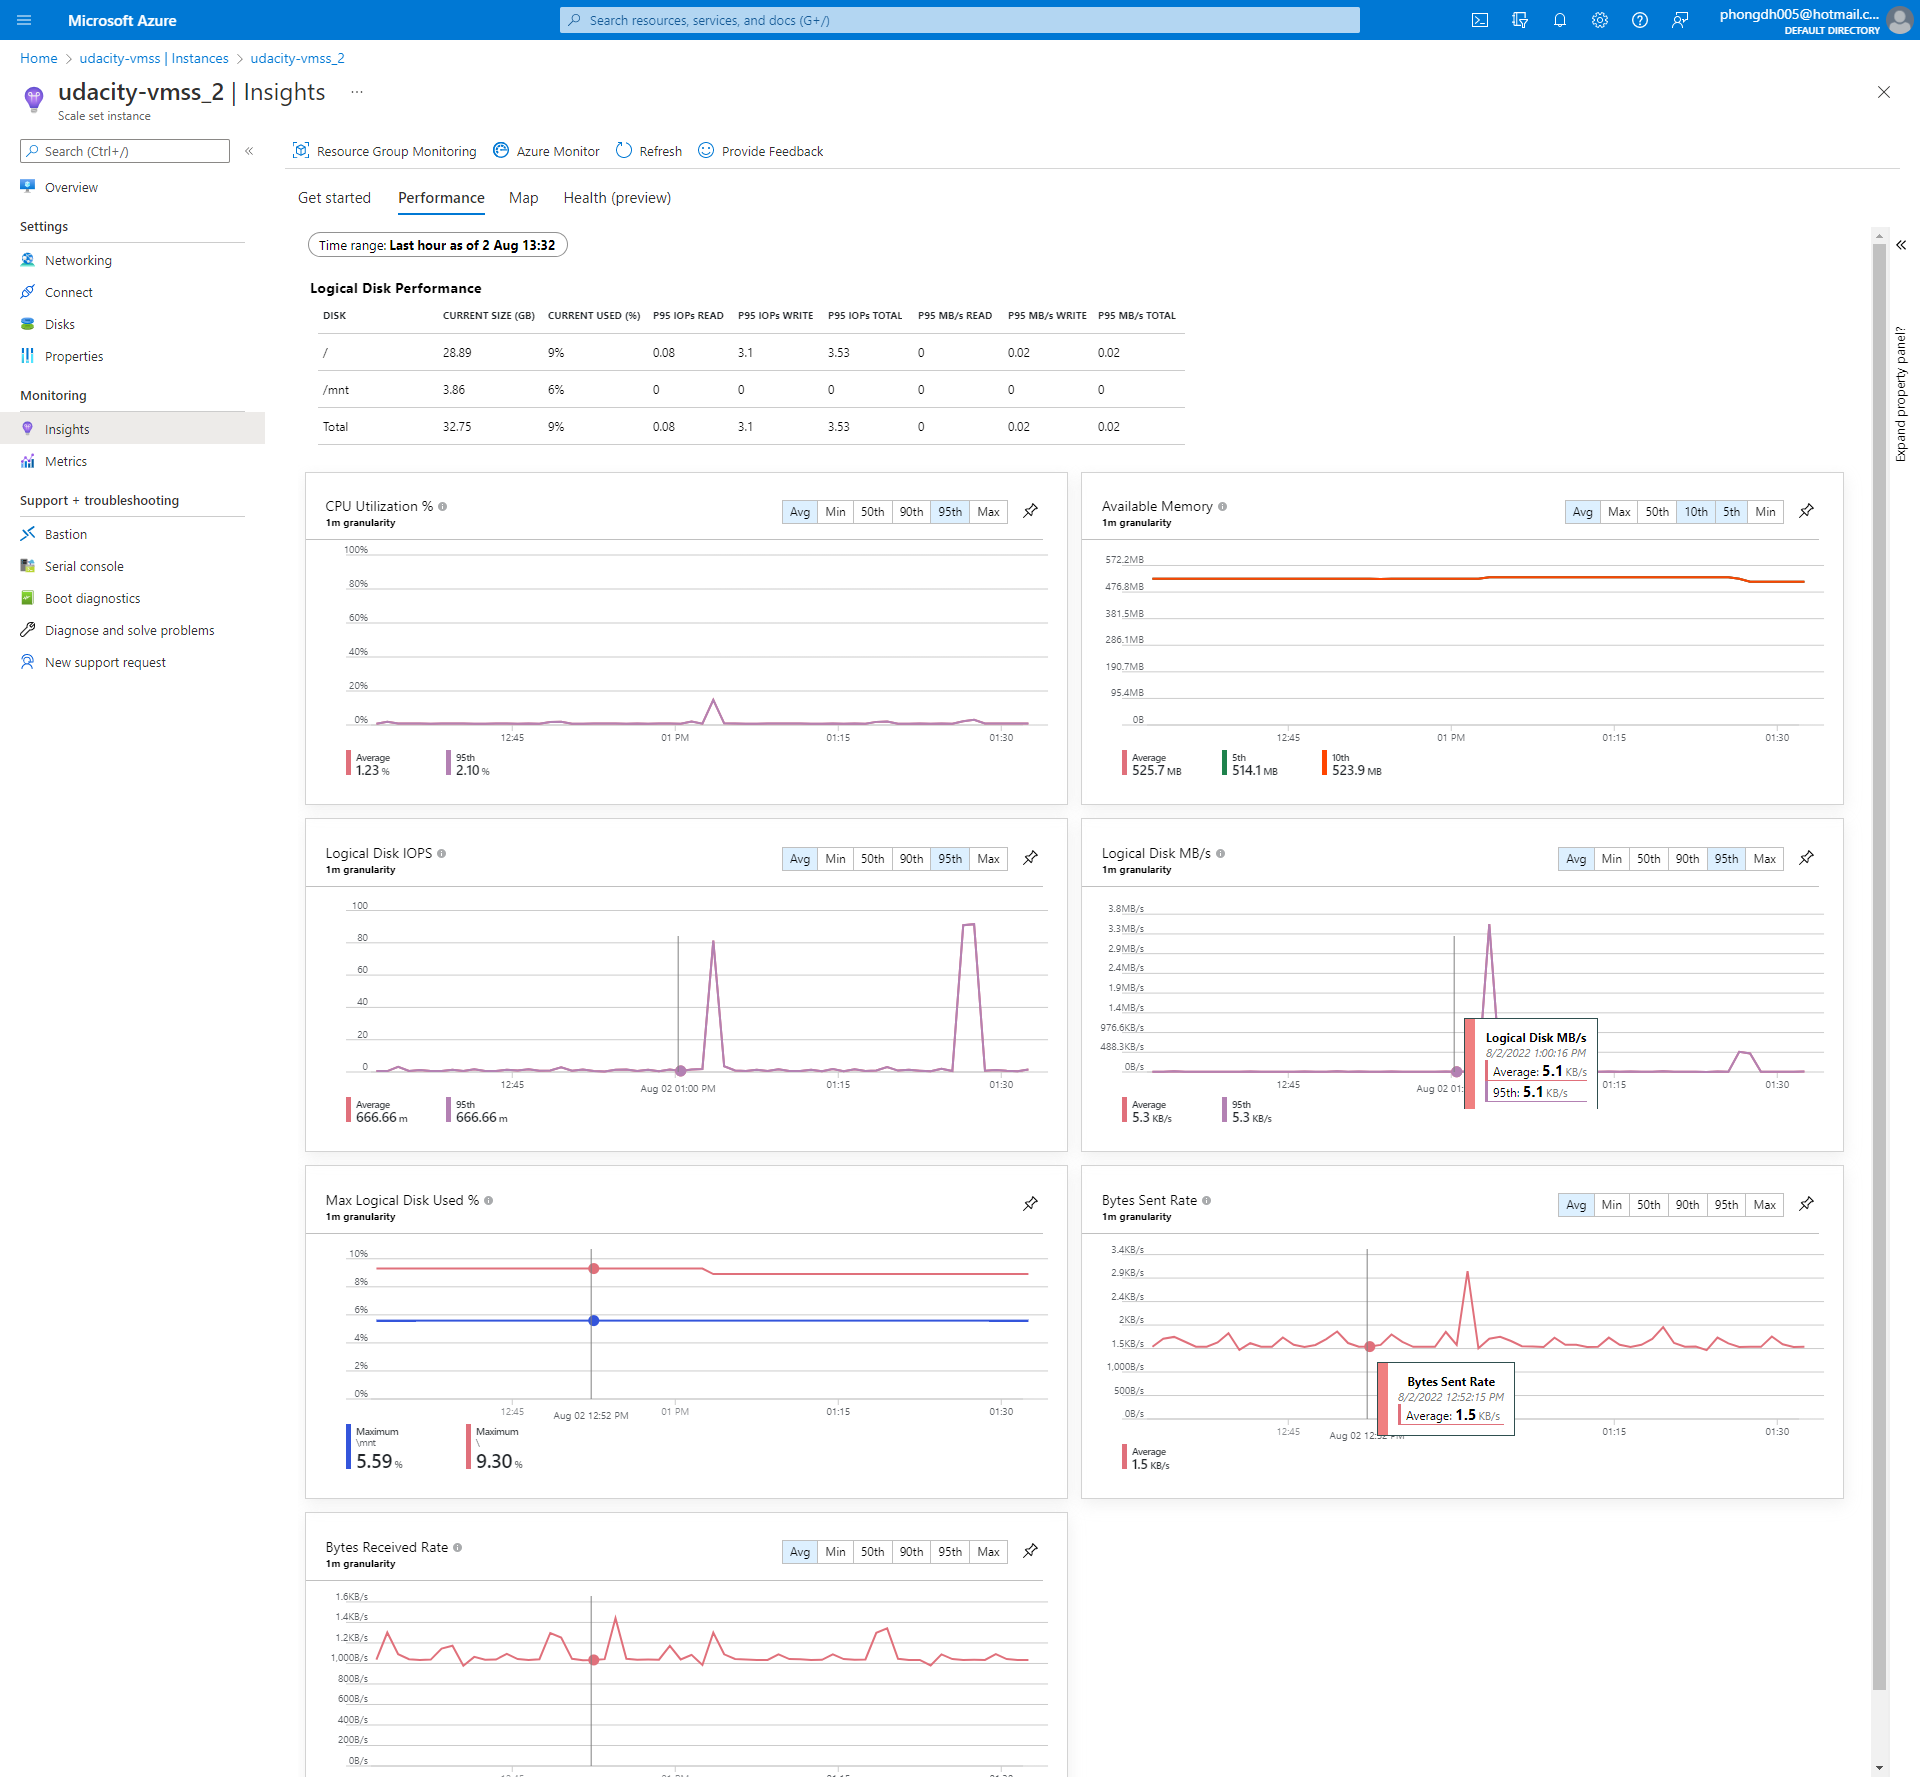 Microsoft Azure
Search resources, services, and docs (G+/)
phongdh005@hotmail.c...
DEFAULT DIRECTORY
Home > udacity-vmss | Instances > udacity-vmss_2
udacity-vmss_2 | Insights ...
Scale set instance
Search (Ctrl+/) «
Overview
Settings
Networking
Connect
Disks
Properties
Monitoring
Insights
Metrics
Support + troubleshooting
Bastion
Serial console
Boot diagnostics
Diagnose and solve problems
New support request
Resource Group Monitoring Azure Monitor Refresh Provide Feedback
Get started Performance Map Health (preview)
Time range: Last hour as of 2 Aug 13:32
Expand property panel?
Logical Disk Performance
DISK CURRENT SIZE (GB) CURRENT USED (%) P95 IOPs READ P95 IOPs WRITE P95 IOPs TOTAL P95 MB/s READ P95 MB/s WRITE P95 MB/s TOTAL
/ 28.89 9% 0.08 3.1 3.53 0 0.02 0.02
/mnt 3.86 6% 0 0 0 0 0 0
Total 32.75 9% 0.08 3.1 3.53 0 0.02 0.02
CPU Utilization %
1m granularity
Avg Min 50th 90th 95th Max
100%
80%
60%
40%
20%
0%
12:45 01 PM 01:15 01:30
Average 95th
1.23 % 2.10 %
Available Memory
1m granularity
Avg Max 50th 10th 5th Min
572.2MB
476.8MB
381.5MB
286.1MB
190.7MB
95.4MB
0B
12:45 01 PM 01:15 01:30
Average 5th 10th
525.7 MB 514.1 MB 523.9 MB
Logical Disk IOPS
1m granularity
Avg Min 50th 90th 95th Max
100
80
60
40
20
0
12:45 Aug 02 01:00 PM 01:15 01:30
Average 95th
666.66 m 666.66 m
Logical Disk MB/s
1m granularity
Avg Min 50th 90th 95th Max
3.8MB/s
3.3MB/s
2.9MB/s
2.4MB/s
1.9MB/s
1.4MB/s
976.6KB/s
488.3KB/s
0B/s
Logical Disk MB/s
8/2/2022 1:00:16 PM
Average: 5.1 KB/s
95th: 5.1 KB/s
12:45 Aug 02 01: 01:15 01:30
Average 95th
5.3 KB/s 5.3 KB/s
Max Logical Disk Used %
1m granularity
10%
8%
6%
4%
2%
0%
12:45 Aug 02 12:52 PM 01 PM 01:15 01:30
Maximum Maximum
\mnt \
5.59 % 9.30 %
Bytes Sent Rate
1m granularity
Avg Min 50th 90th 95th Max
3.4KB/s
2.9KB/s
2.4KB/s
2KB/s
1.5KB/s
1,000B/s
500B/s
0B/s
Bytes Sent Rate
8/2/2022 12:52:15 PM
Average: 1.5 KB/s
12:45 Aug 02 12:52 PM 01:15 01:30
Average
1.5 KB/s
Bytes Received Rate
1m granularity
Avg Min 50th 90th 95th Max
1.6KB/s
1.4KB/s
1.2KB/s
1,000B/s
800B/s
600B/s
400B/s
200B/s
0B/s